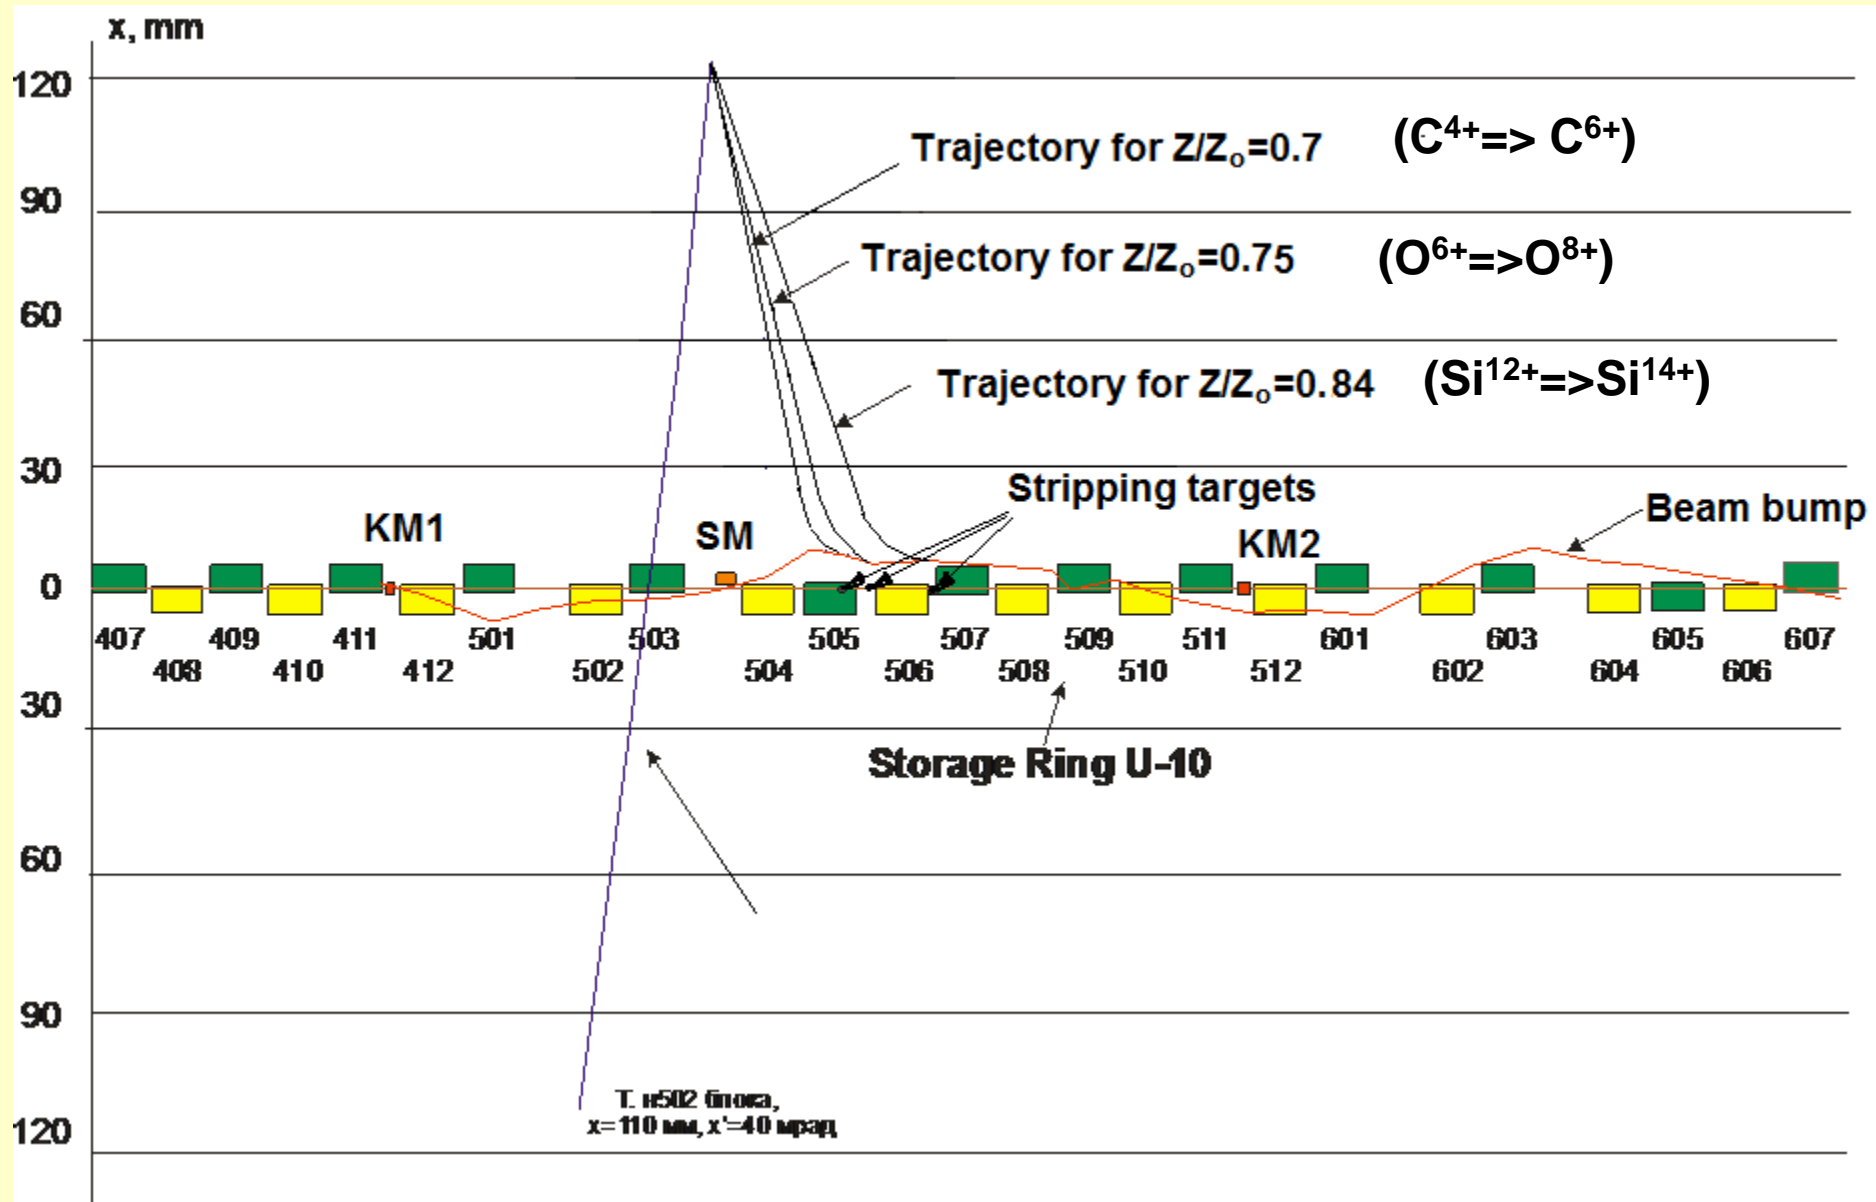 x, mm
120
Trajectory for Z/Zₒ=0.7 (C⁴⁺=> C⁶⁺)
90
Trajectory for Z/Zₒ=0.75 (O⁶⁺=>O⁸⁺)
60
Trajectory for Z/Zₒ=0.84 (Si¹²⁺=>Si¹⁴⁺)
30
Stripping targets
Beam bump
KM1 SM KM2
0
407 409 411 501 503 505 507 509 511 601 603 605 607
408 410 412 502 504 506 508 510 512 602 604 606
30
Storage Ring U-10
60
90
Т. н502 блока,
120
x=110 мм, x'=40 мрад